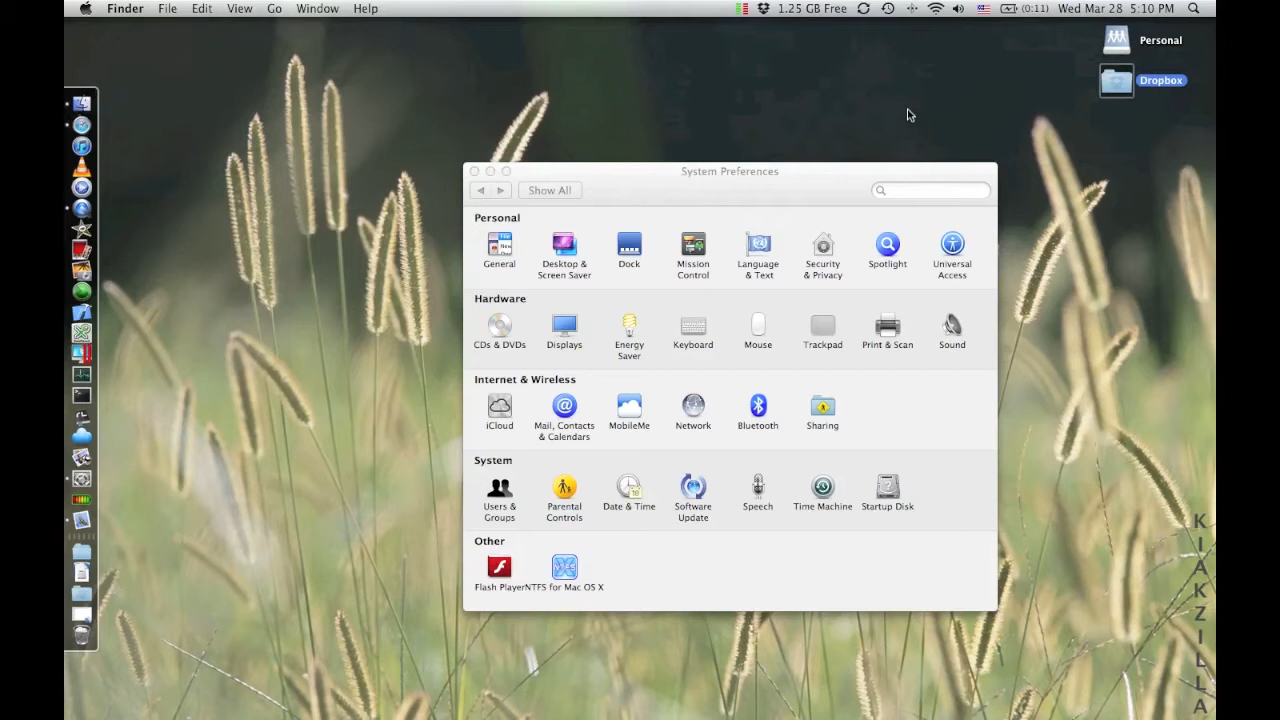 Finder File Edit View Go Window Help 1.25 GB Free (0:11) Wed Mar 28 5:10 PM
Personal
Dropbox
System Preferences
Show All
Personal
General Desktop & Screen Saver Dock Mission Control Language & Text Security & Privacy Spotlight Universal Access
Hardware
CDs & DVDs Displays Energy Saver Keyboard Mouse Trackpad Print & Scan Sound
Internet & Wireless
iCloud Mail, Contacts & Calendars MobileMe Network Bluetooth Sharing
System
Users & Groups Parental Controls Date & Time Software Update Speech Time Machine Startup Disk
Other
Flash Player NTFS for Mac OS X
KIAKZILLA